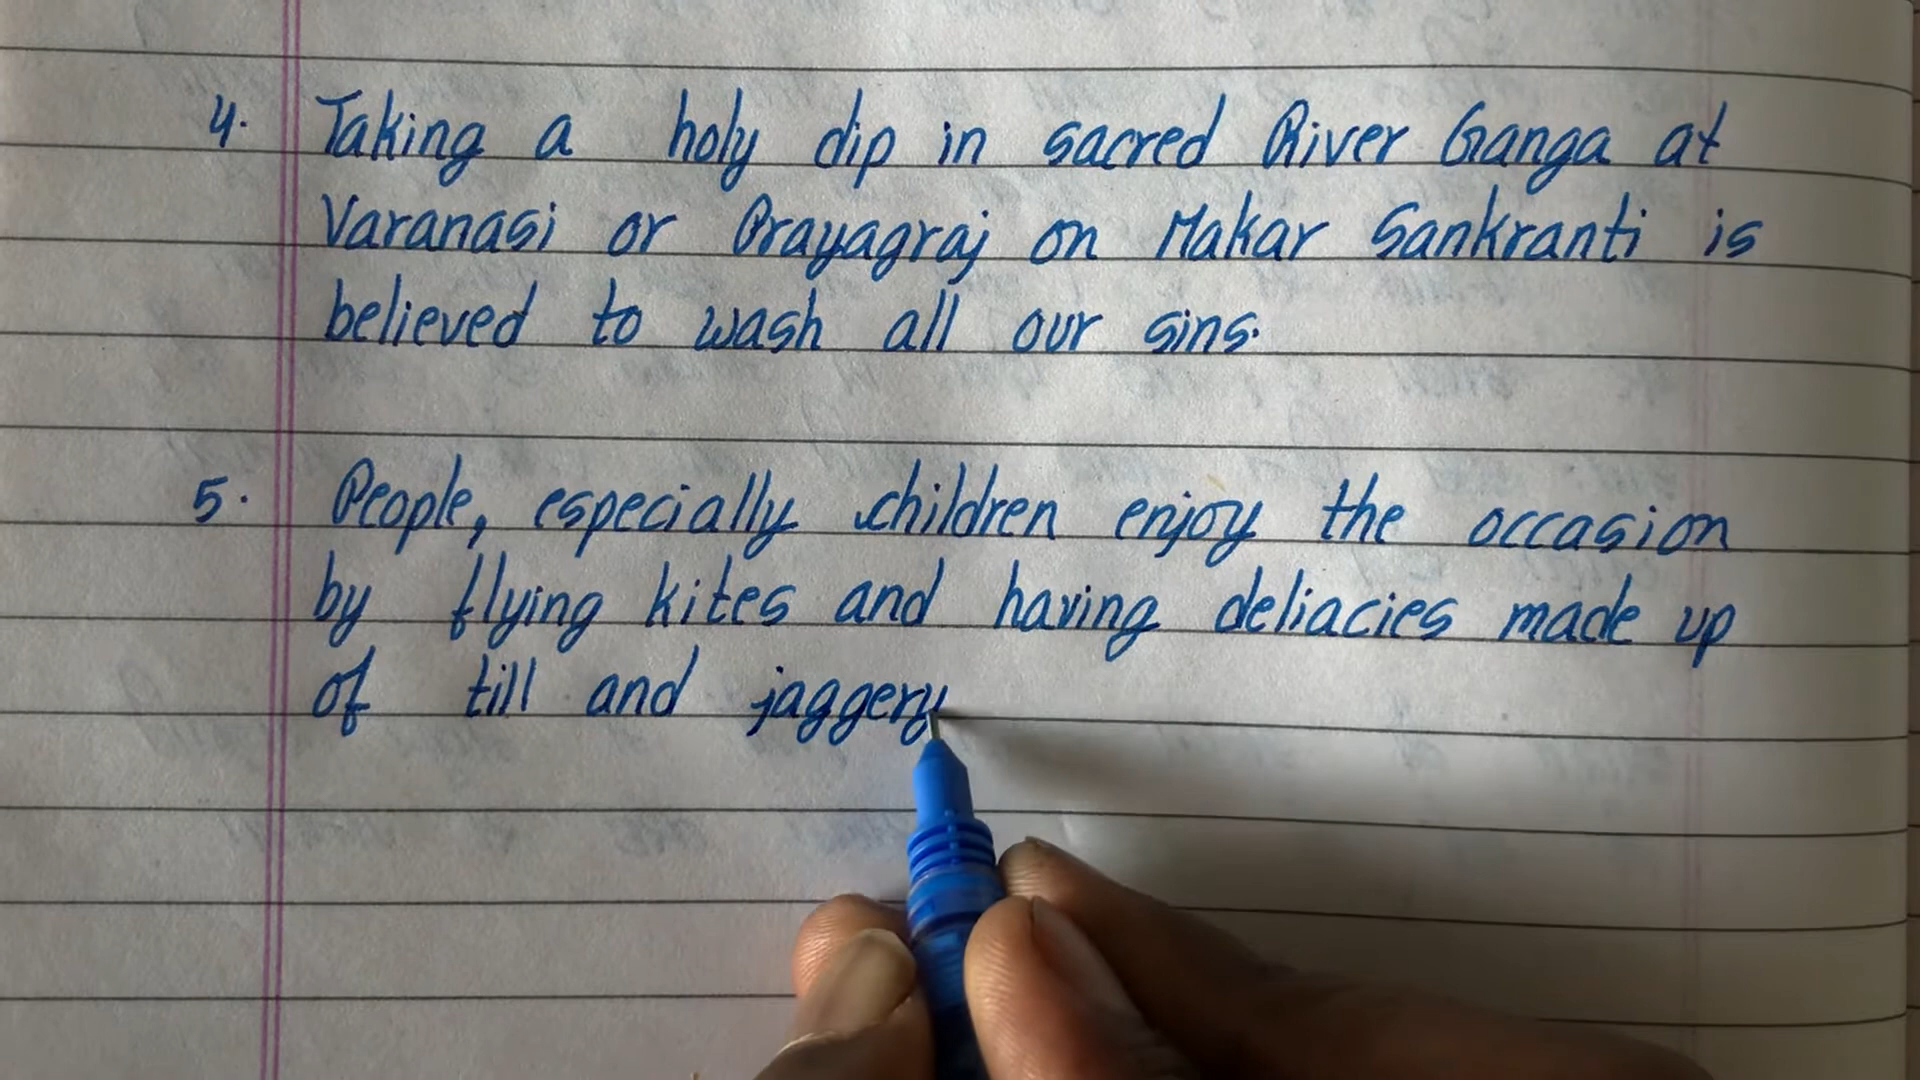 4. Taking a holy dip in sacred River Ganga at
Varanasi or Prayagraj on Makar Sankranti is
believed to wash all our sins.
5. People, especially children enjoy the occasion
by flying kites and having deliacies made up
of till and jaggery